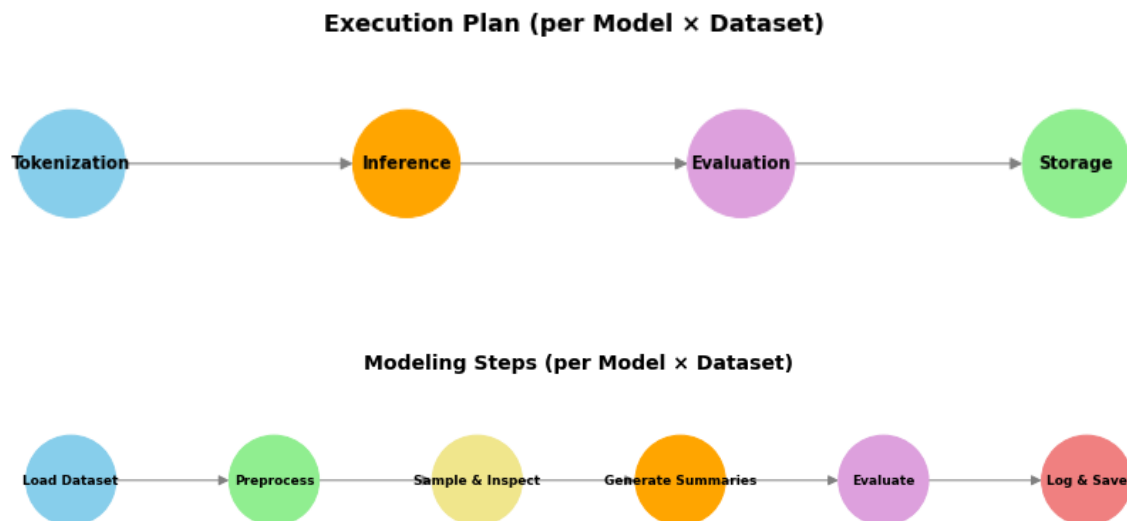 Execution Plan (per Model × Dataset)
Tokenization
Inference
Evaluation
Storage
Modeling Steps (per Model × Dataset)
Load Dataset
Preprocess
Sample & Inspect
Generate Summaries
Evaluate
Log & Save